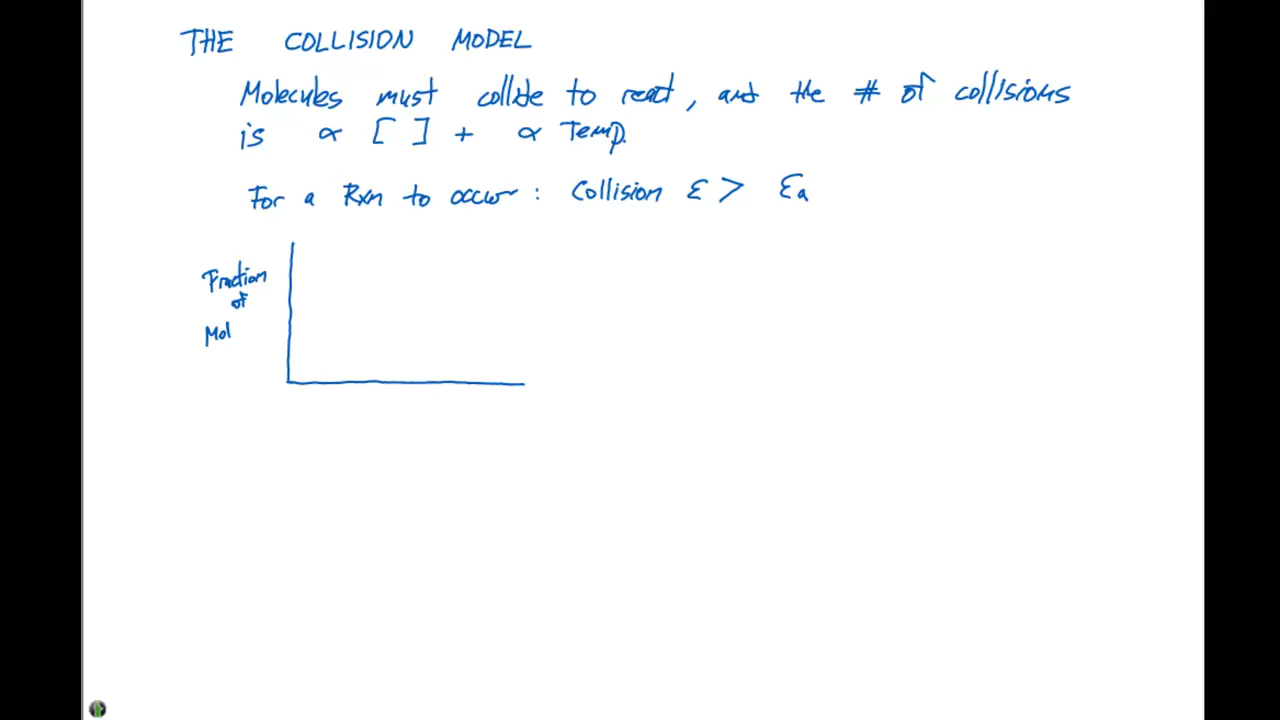 THE COLLISION MODEL
Molecules must collide to react, and the # of collisions
is ∝ [ ] + ∝ Temp.
For a Rxn to occur: Collision ε > εa
Fraction
of
Mol